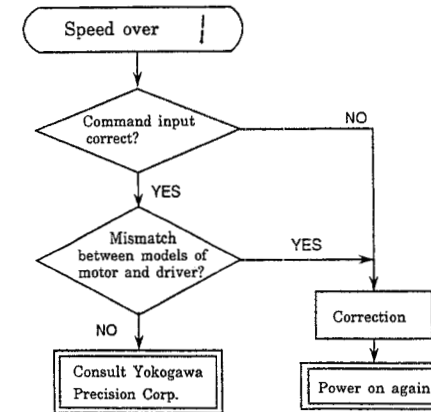 Speed over
Command input
correct?
NO
YES
Mismatch
between models of
motor and driver?
YES
NO
Correction
Consult Yokogawa
Precision Corp.
Power on again